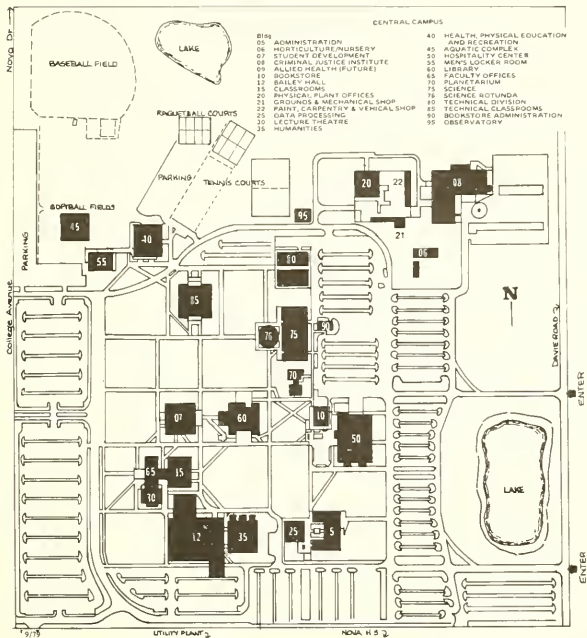 CENTRAL CAMPUS
Bldg
05 ADMINISTRATION
06 HORTICULTURE/NURSERY
07 STUDENT DEVELOPMENT
08 CRIMINAL JUSTICE INSTITUTE
09 ALLIED HEALTH (FUTURE)
10 BOOKSTORE
12 BAILEY HALL
15 CLASSROOMS
20 PHYSICAL PLANT OFFICES
21 GROUNDS & MECHANICAL SHOP
22 PAINT, CARPENTRY & VEHICAL SHOP
25 DATA PROCESSING
30 LECTURE THEATRE
35 HUMANITIES
40 HEALTH, PHYSICAL EDUCATION
AND RECREATION
45 AQUATIC COMPLEX
50 HOSPITALITY CENTER
55 MEN'S LOCKER ROOM
60 LIBRARY
65 FACULTY OFFICES
70 PLANETARIUM
75 SCIENCE
76 SCIENCE ROTUNDA
80 TECHNICAL DIVISION
85 TECHNICAL CLASSROOMS
90 BOOKSTORE ADMINISTRATION
95 OBSERVATORY
Nova Dr
BASEBALL FIELD
LAKE
RAQUETBALL COURTS
PARKING
TENNIS COURTS
SOFTBALL FIELDS
PARKING
College Avenue
20
22
08
95
21
45
40
55
80
06
85
N
DAVIE ROAD
76
75
70
ENTER
07
60
10
50
65
15
30
LAKE
12
35
25
5
ENTER
9/79
UTILITY PLANT
NOVA H S